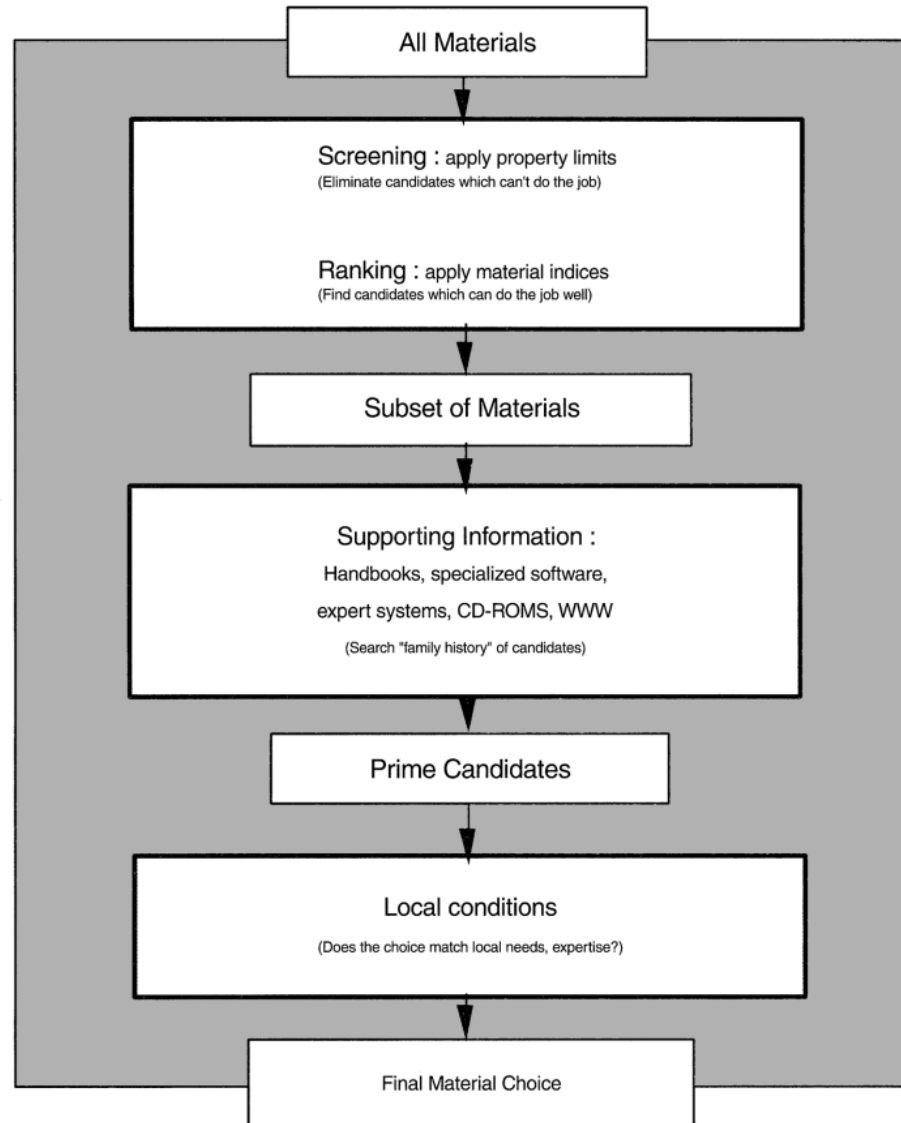 All Materials
Screening : apply property limits
(Eliminate candidates which can't do the job)
Ranking : apply material indices
(Find candidates which can do the job well)
Subset of Materials
Supporting Information :
Handbooks, specialized software,
expert systems, CD-ROMS, WWW
(Search "family history" of candidates)
Prime Candidates
Local conditions
(Does the choice match local needs, expertise?)
Final Material Choice